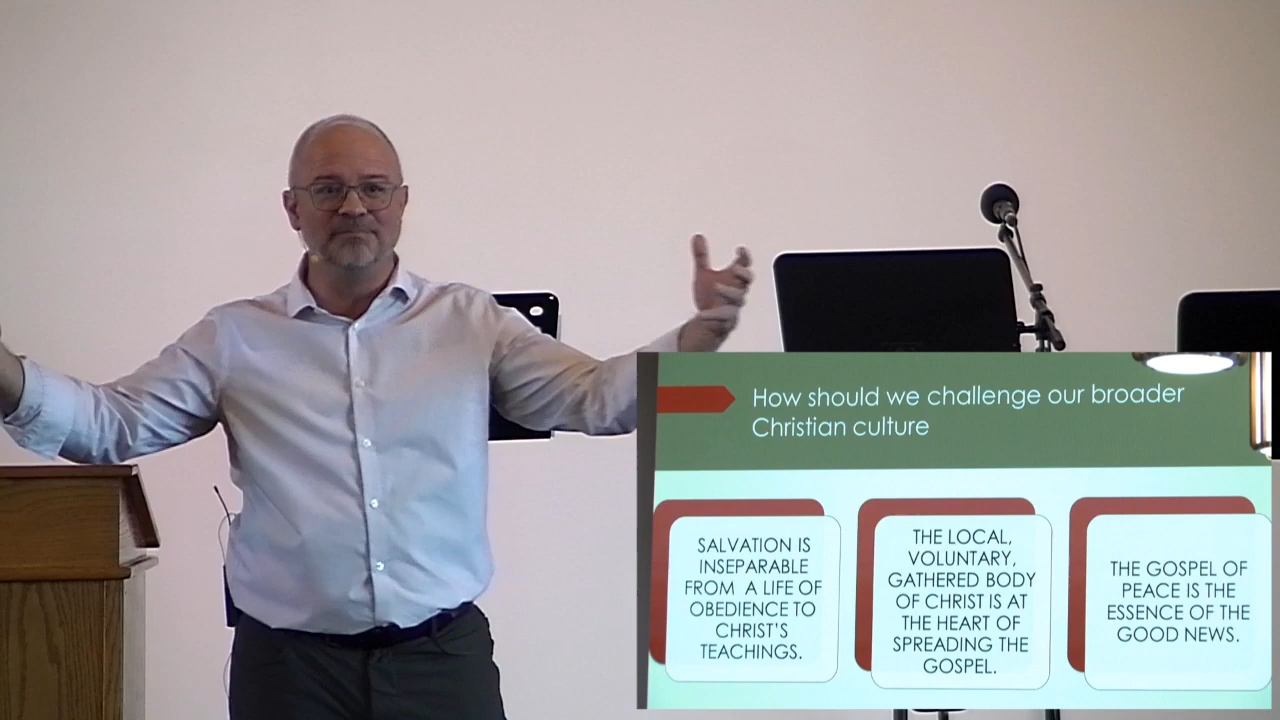 How should we challenge our broader
Christian culture
SALVATION IS
INSEPARABLE
FROM A LIFE OF
OBEDIENCE TO
CHRIST'S
TEACHINGS.
THE LOCAL,
VOLUNTARY,
GATHERED BODY
OF CHRIST IS AT
THE HEART OF
SPREADING THE
GOSPEL.
THE GOSPEL OF
PEACE IS THE
ESSENCE OF THE
GOOD NEWS.